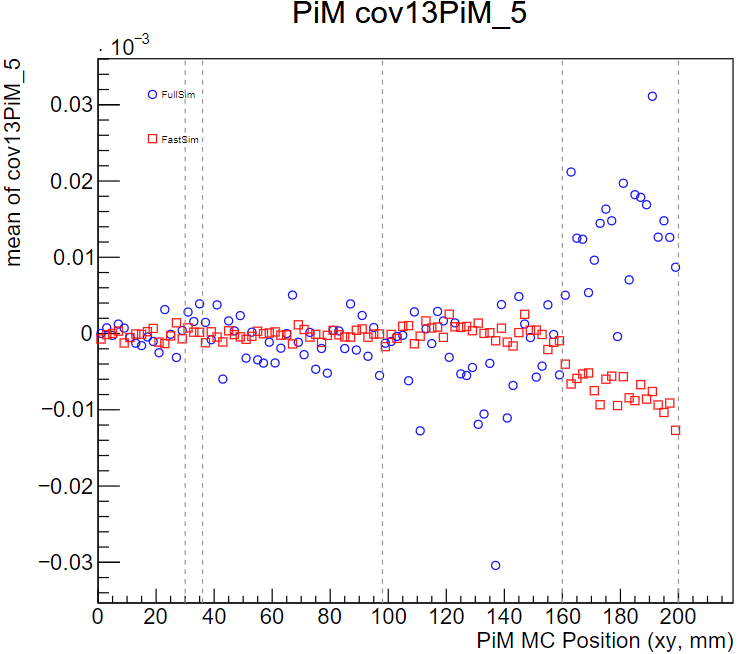 PiM cov13PiM_5
· 10⁻³
mean of cov13PiM_5
0.03
0.02
0.01
0
−0.01
−0.02
−0.03
FullSim
FastSim
0 20 40 60 80 100 120 140 160 180 200
PiM MC Position (xy, mm)